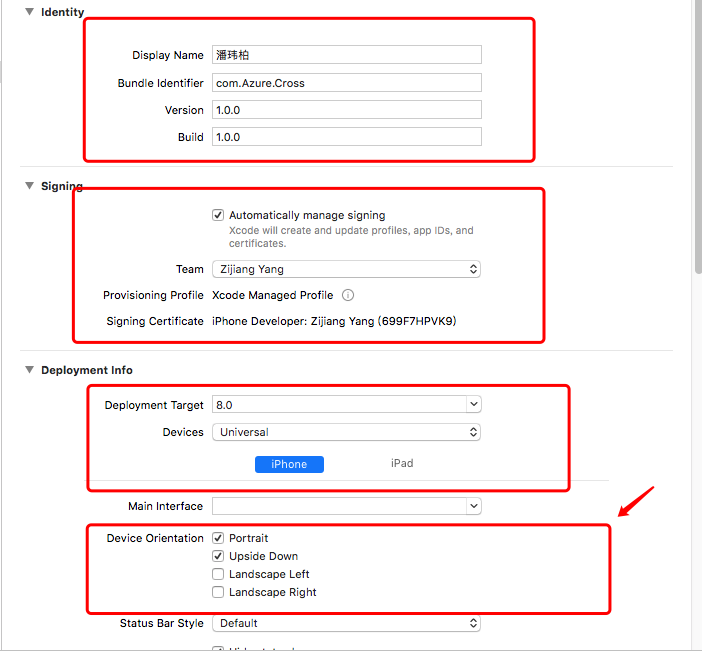 Identity
Display Name 潘玮柏
Bundle Identifier com.Azure.Cross
Version 1.0.0
Build 1.0.0
Signing
Automatically manage signing
Xcode will create and update profiles, app IDs, and
certificates.
Team Zijiang Yang
Provisioning Profile Xcode Managed Profile
Signing Certificate iPhone Developer: Zijiang Yang (699F7HPVK9)
Deployment Info
Deployment Target 8.0
Devices Universal
iPhone iPad
Main Interface
Device Orientation Portrait
Upside Down
Landscape Left
Landscape Right
Status Bar Style Default